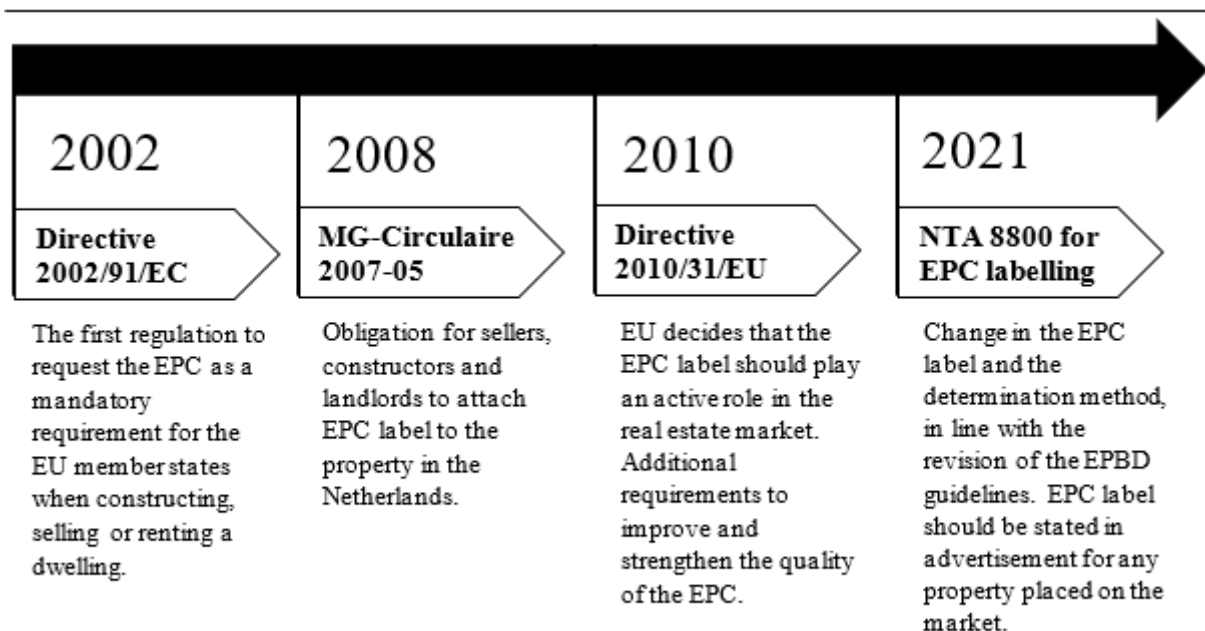 2002
Directive
2002/91/EC
The first regulation to
request the EPC as a
mandatory
requirement for the
EU member states
when constructing,
selling or renting a
dwelling.
2008
MG-Circulaire
2007-05
Obligation for sellers,
constructors and
landlords to attach
EPC label to the
property in the
Netherlands.
2010
Directive
2010/31/EU
EU decides that the
EPC label should play
an active role in the
real estate market.
Additional
requirements to
improve and
strengthen the quality
of the EPC.
2021
NTA 8800 for
EPC labelling
Change in the EPC
label and the
determination method,
in line with the
revision of the EPBD
guidelines. EPC label
should be stated in
advertisement for any
property placed on the
market.